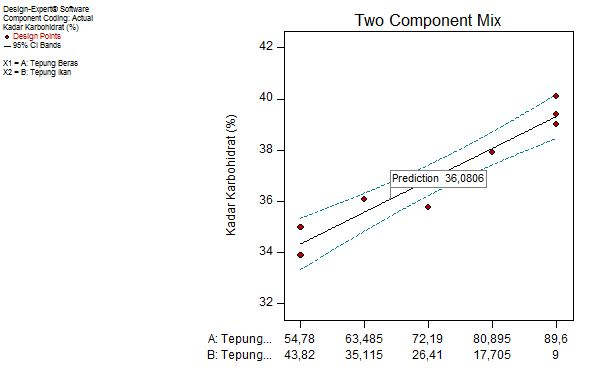 Design-Expert® Software
Component Coding: Actual
Kadar Karbohidrat (%)
Design Points
95% CI Bands
X1 = A: Tepung Beras
X2 = B: Tepung Ikan
Two Component Mix
Kadar Karbohidrat (%)
42
40
38
36
34
32
Prediction 36,0806
A: Tepung... 54,78 63,485 72,19 80,895 89,6
B: Tepung... 43,82 35,115 26,41 17,705 9